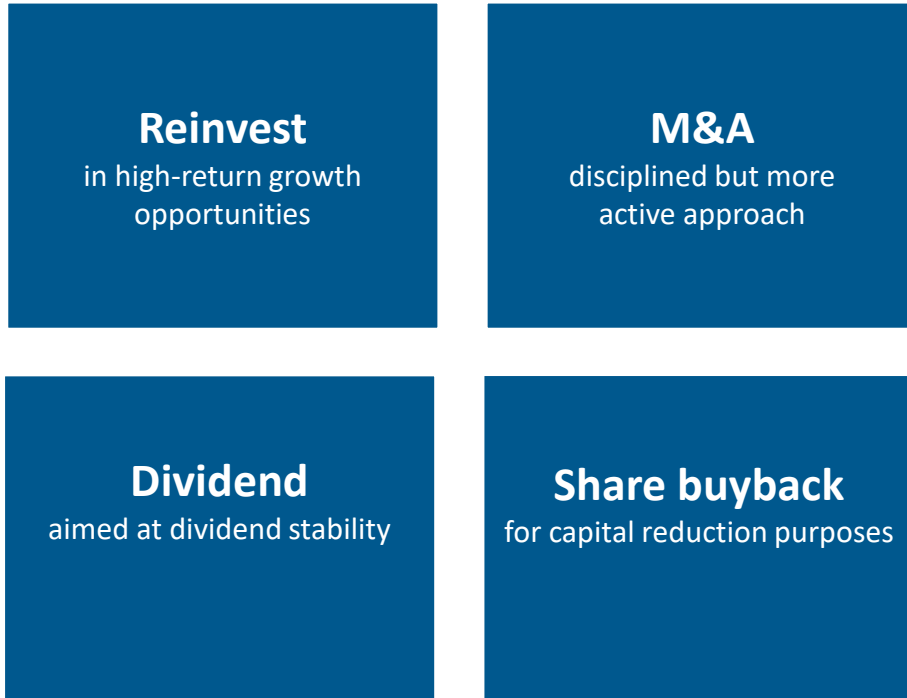 Reinvest
in high-return growth
opportunities
M&A
disciplined but more
active approach
Dividend
aimed at dividend stability
Share buyback
for capital reduction purposes